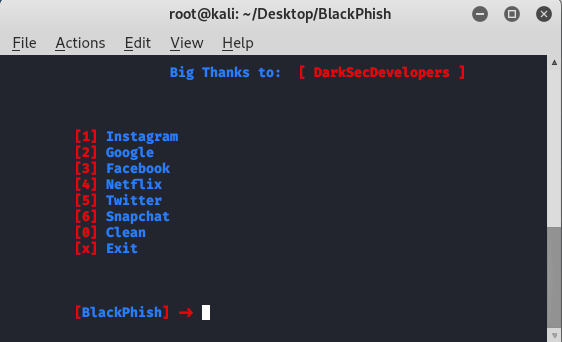 root@kali: ~/Desktop/BlackPhish
File Actions Edit View Help
Big Thanks to: [ DarkSecDevelopers ]
[1] Instagram
[2] Google
[3] Facebook
[4] Netflix
[5] Twitter
[6] Snapchat
[0] Clean
[x] Exit
[BlackPhish] →